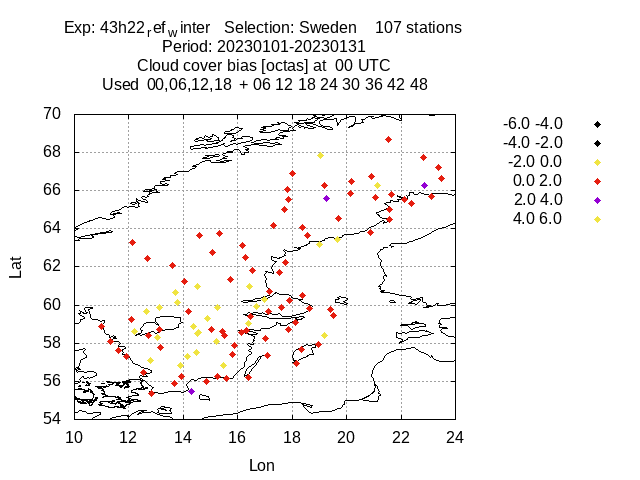 Exp: 43h22refwinter Selection: Sweden 107 stations
Period: 20230101-20230131
Cloud cover bias [octas] at 00 UTC
Used 00,06,12,18 + 06 12 18 24 30 36 42 48
70
68
66
64
62
60
58
56
54
10 12 14 16 18 20 22 24
Lat
Lon
-6.0 -4.0
-4.0 -2.0
-2.0 0.0
0.0 2.0
2.0 4.0
4.0 6.0